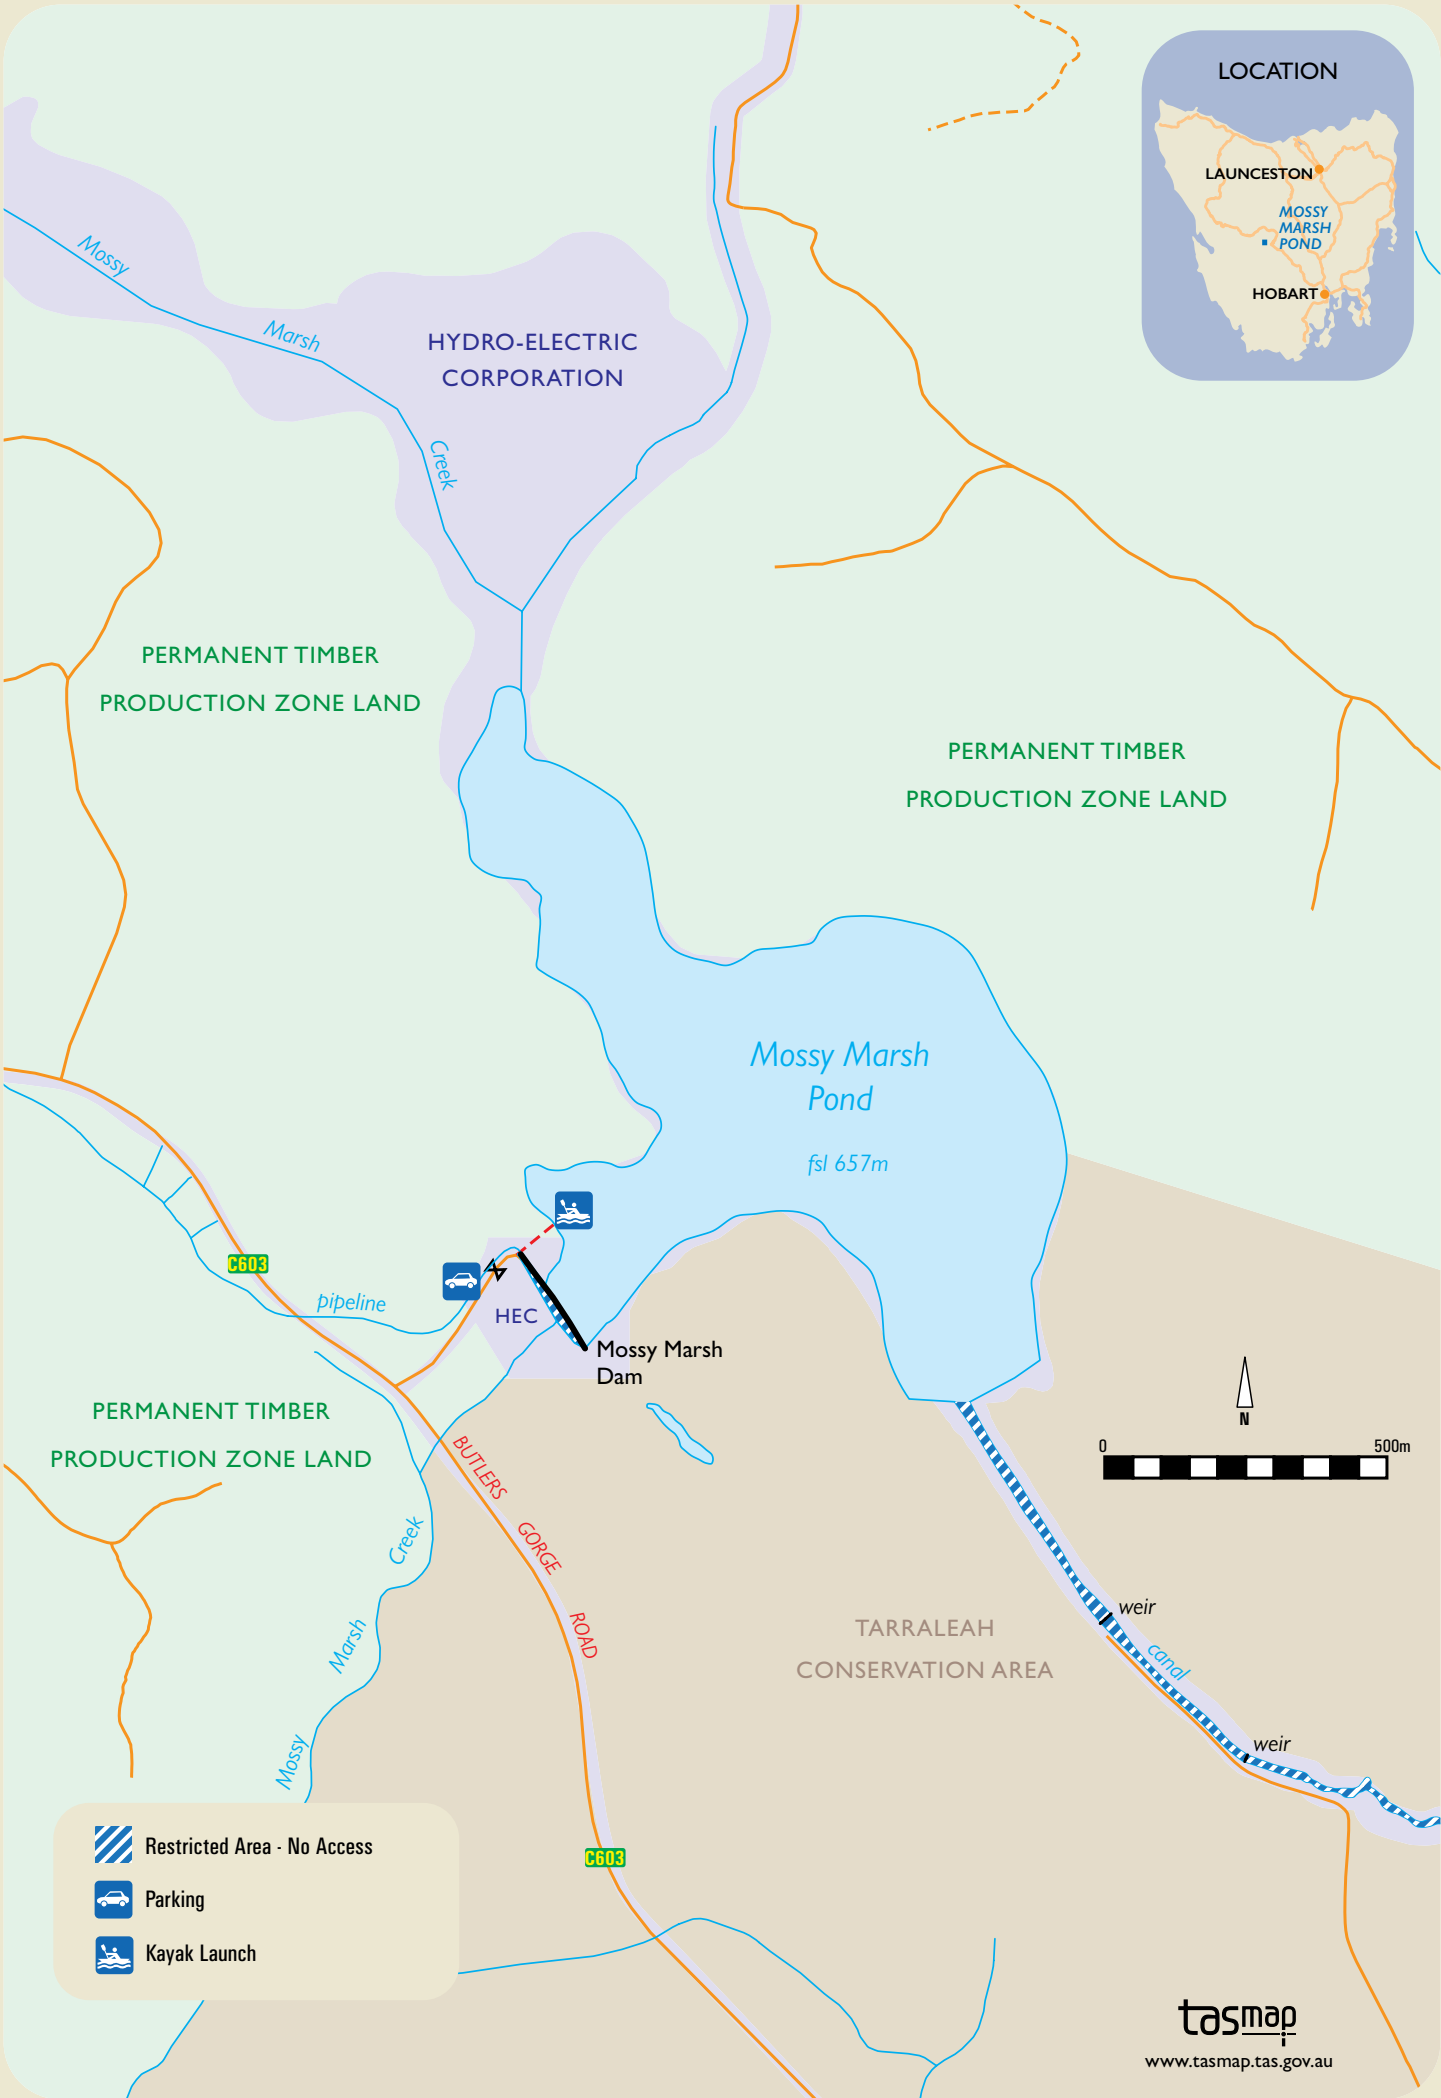 LOCATION
LAUNCESTON
MOSSY
MARSH
POND
HOBART
Mossy
Marsh
Creek
HYDRO-ELECTRIC
CORPORATION
PERMANENT TIMBER
PRODUCTION ZONE LAND
PERMANENT TIMBER
PRODUCTION ZONE LAND
Mossy Marsh
Pond
fsl 657m
C603
pipeline
HEC
Mossy Marsh
Dam
PERMANENT TIMBER
PRODUCTION ZONE LAND
BUTLERS
GORGE
ROAD
N
0
500m
Creek
Marsh
Mossy
weir
canal
weir
TARRALEAH
CONSERVATION AREA
C603
Restricted Area - No Access
Parking
Kayak Launch
tasmap
www.tasmap.tas.gov.au